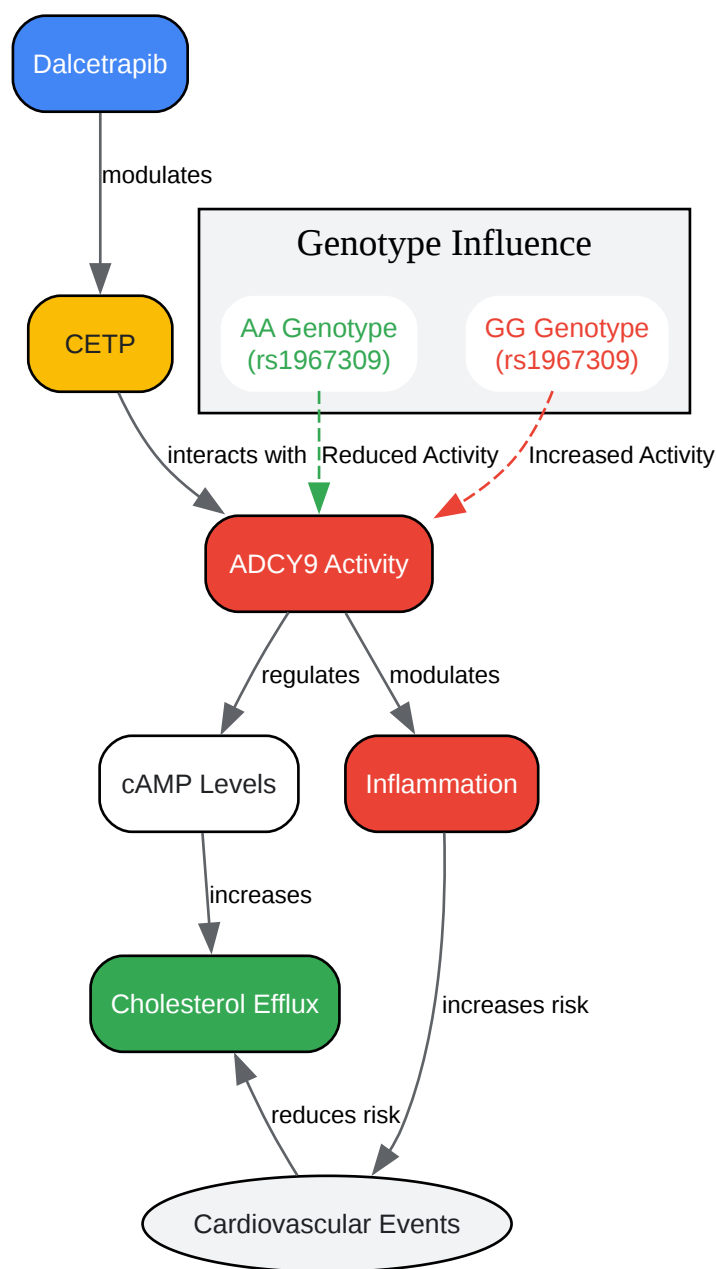 Dalcetrapib
modulates
Genotype Influence
AA Genotype
(rs1967309)
GG Genotype
(rs1967309)
CETP
interacts with
Reduced Activity
Increased Activity
ADCY9 Activity
regulates
modulates
cAMP Levels
Inflammation
increases
Cholesterol Efflux
increases risk
reduces risk
Cardiovascular Events